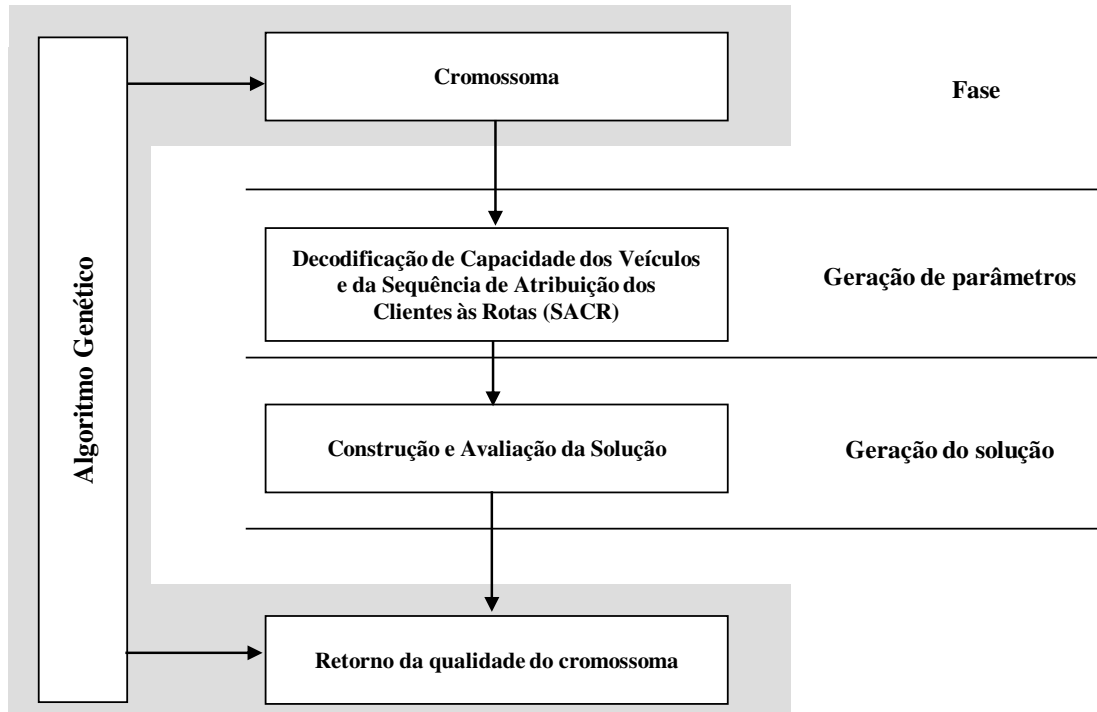 Algoritmo Genético
Cromossoma
Fase
Decodificação de Capacidade dos Veículos
e da Sequência de Atribuição dos
Clientes às Rotas (SACR)
Geração de parâmetros
Construção e Avaliação da Solução
Geração do solução
Retorno da qualidade do cromossoma